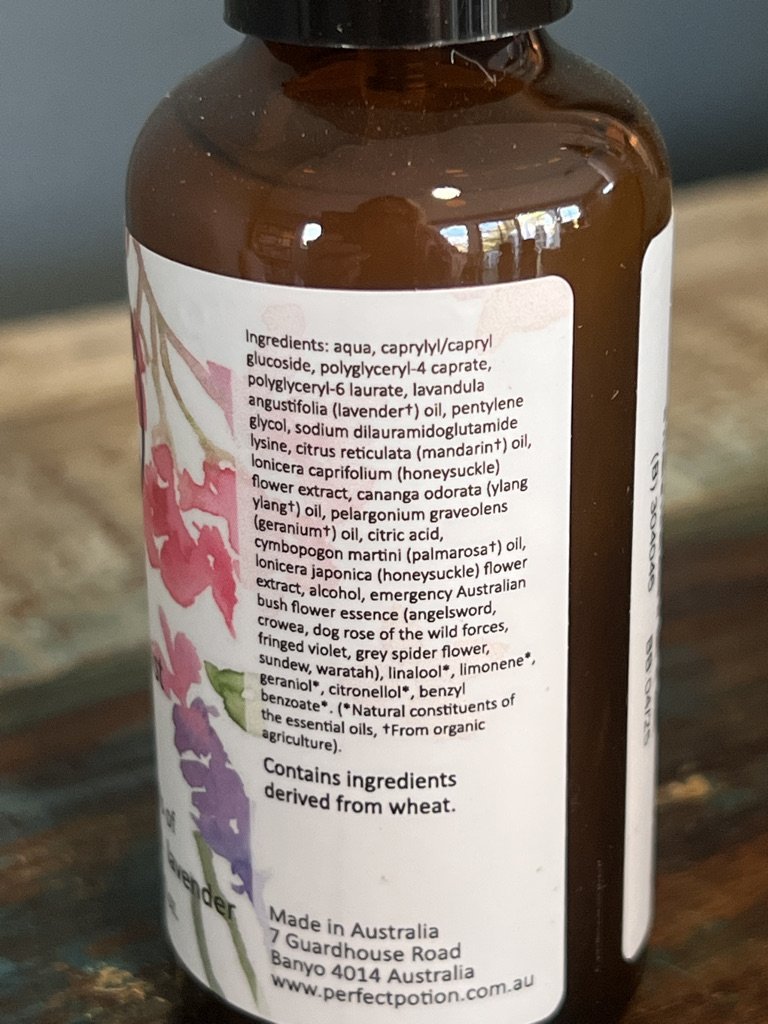 Ingredients: aqua, caprylyl/capryl
glucoside, polyglyceryl-4 caprate,
polyglyceryl-6 laurate, lavandula
angustifolia (lavender†) oil, pentylene
glycol, sodium dilauramidoglutamide
lysine, citrus reticulata (mandarin†) oil,
lonicera caprifolium (honeysuckle)
flower extract, cananga odorata (ylang
ylang†) oil, pelargonium graveolens
(geranium†) oil, citric acid,
cymbopogon martini (palmarosa†) oil,
lonicera japonica (honeysuckle) flower
extract, alcohol, emergency Australian
bush flower essence (angelsword,
crowea, dog rose of the wild forces,
fringed violet, grey spider flower,
sundew, waratah), linalool*, limonene*,
geraniol*, citronellol*, benzyl
benzoate*. (*Natural constituents of
the essential oils, †From organic
agriculture).
Contains ingredients
derived from wheat.
Made in Australia
7 Guardhouse Road
Banyo 4014 Australia
www.perfectpotion.com.au
of
lavender
(B) 304046 BB 04/25